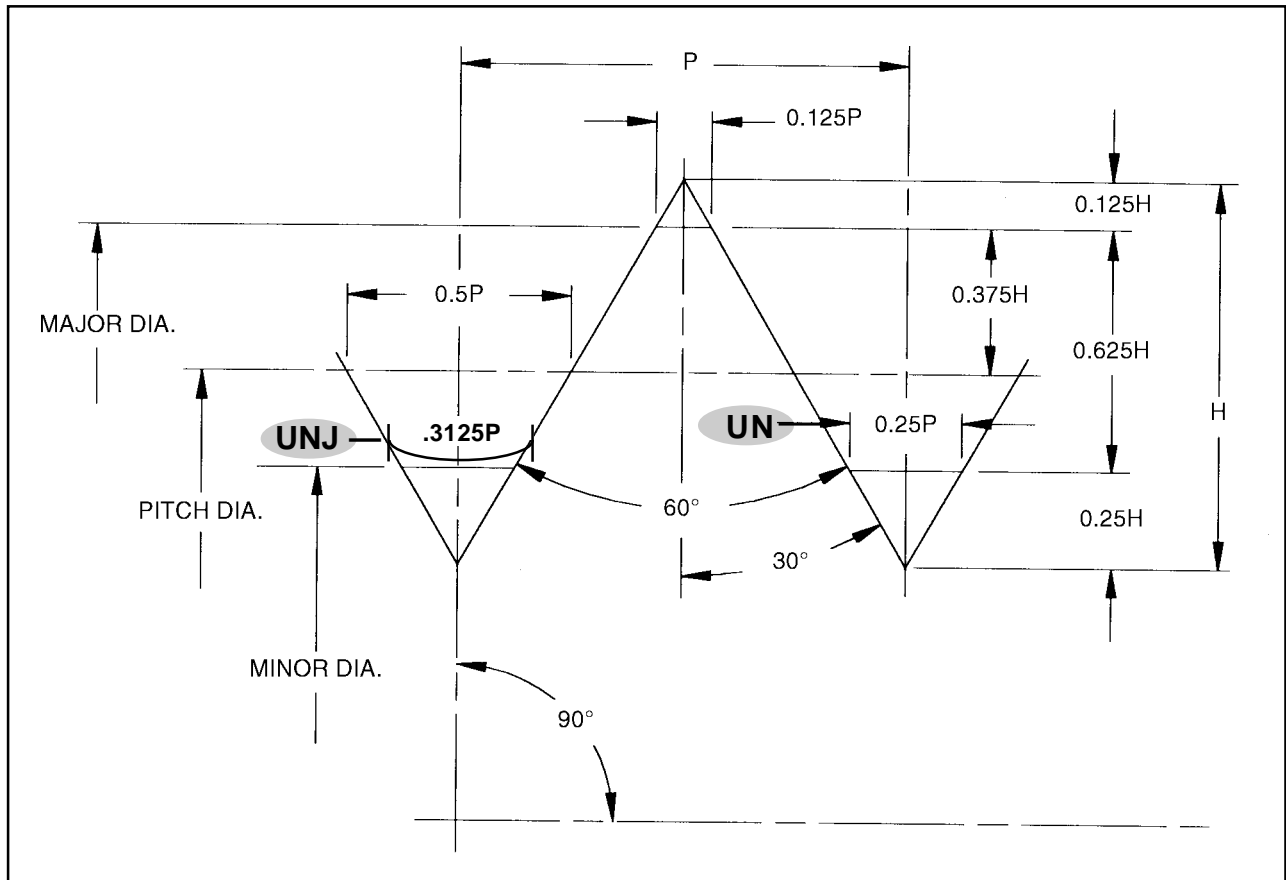 P
0.125P
0.125H
0.5P
0.375H
MAJOR DIA.
0.625H
H
UNJ
.3125P
UN
0.25P
60°
PITCH DIA.
0.25H
30°
MINOR DIA.
90°